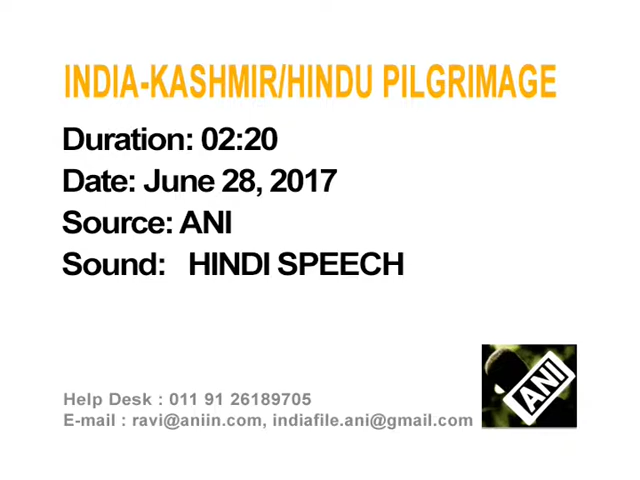 INDIA-KASHMIR/HINDU PILGRIMAGE
Duration: 02:20
Date: June 28, 2017
Source: ANI
Sound: HINDI SPEECH
Help Desk : 011 91 26189705
E-mail : ravi@aniin.com, indiafile.ani@gmail.com
ANI